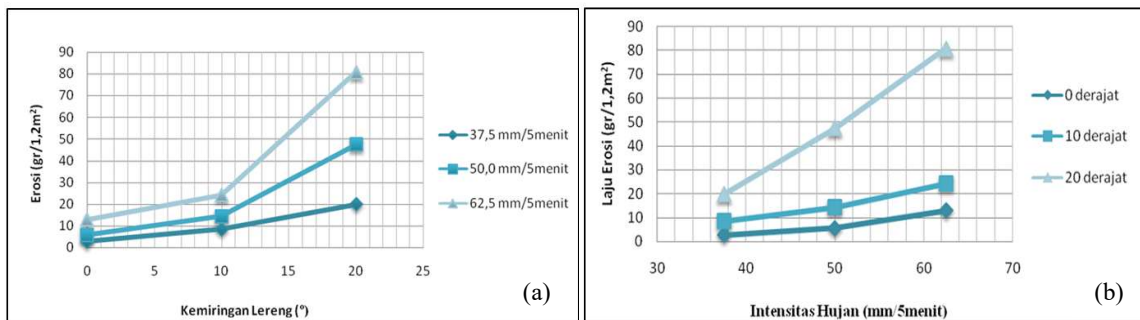 90
80
70
60
50
40
30
20
10
0
Erosi (gr/1,2m²)
0 5 10 15 20 25
Kemiringan Lereng (°)
37,5 mm/5menit
50,0 mm/5menit
62,5 mm/5menit
(a)
90
80
70
60
50
40
30
20
10
0
Laju Erosi (gr/1,2m²)
30 40 50 60 70
Intensitas Hujan (mm/5menit)
0 derajat
10 derajat
20 derajat
(b)